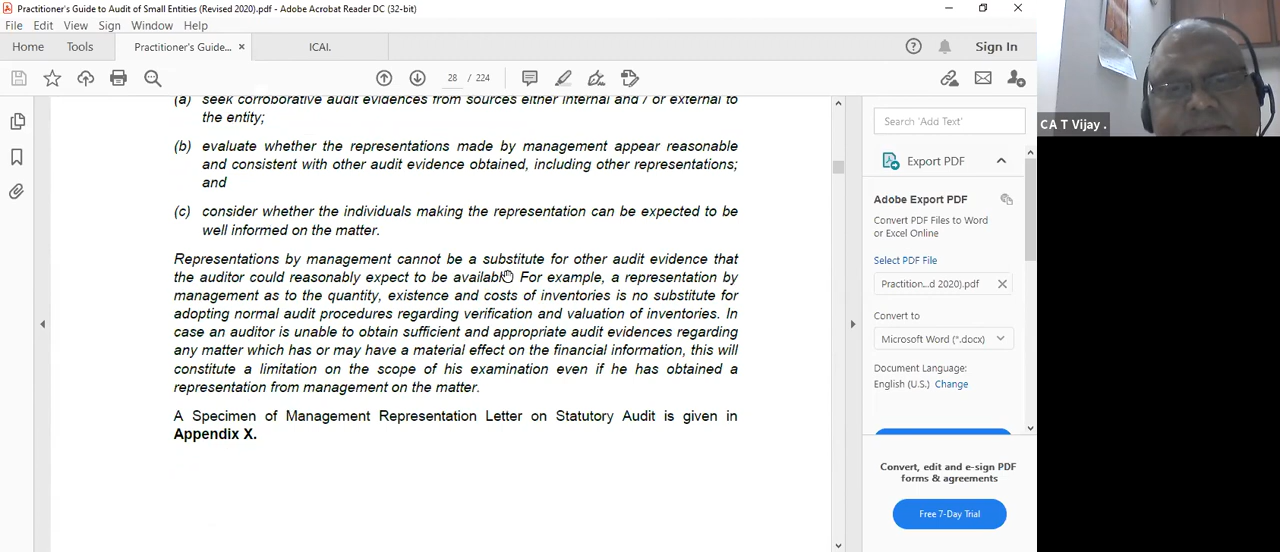 Practitioner's Guide to Audit of Small Entities (Revised 2020).pdf - Adobe Acrobat Reader DC (32-bit)
File Edit View Sign Window Help
Home Tools Practitioner's Guide... × ICAI.
Sign In
28 / 224
(a) seek corroborative audit evidences from sources either internal and / or external to
the entity;
(b) evaluate whether the representations made by management appear reasonable
and consistent with other audit evidence obtained, including other representations;
and
(c) consider whether the individuals making the representation can be expected to be
well informed on the matter.
Representations by management cannot be a substitute for other audit evidence that
the auditor could reasonably expect to be available. For example, a representation by
management as to the quantity, existence and costs of inventories is no substitute for
adopting normal audit procedures regarding verification and valuation of inventories. In
case an auditor is unable to obtain sufficient and appropriate audit evidences regarding
any matter which has or may have a material effect on the financial information, this will
constitute a limitation on the scope of his examination even if he has obtained a
representation from management on the matter.
A Specimen of Management Representation Letter on Statutory Audit is given in
Appendix X.
Search 'Add Text'
Export PDF
Adobe Export PDF
Convert PDF Files to Word
or Excel Online
Select PDF File
Practition...d 2020).pdf
Convert to
Microsoft Word (*.docx)
Document Language:
English (U.S.) Change
Convert, edit and e-sign PDF
forms & agreements
Free 7-Day Trial
CA T Vijay .